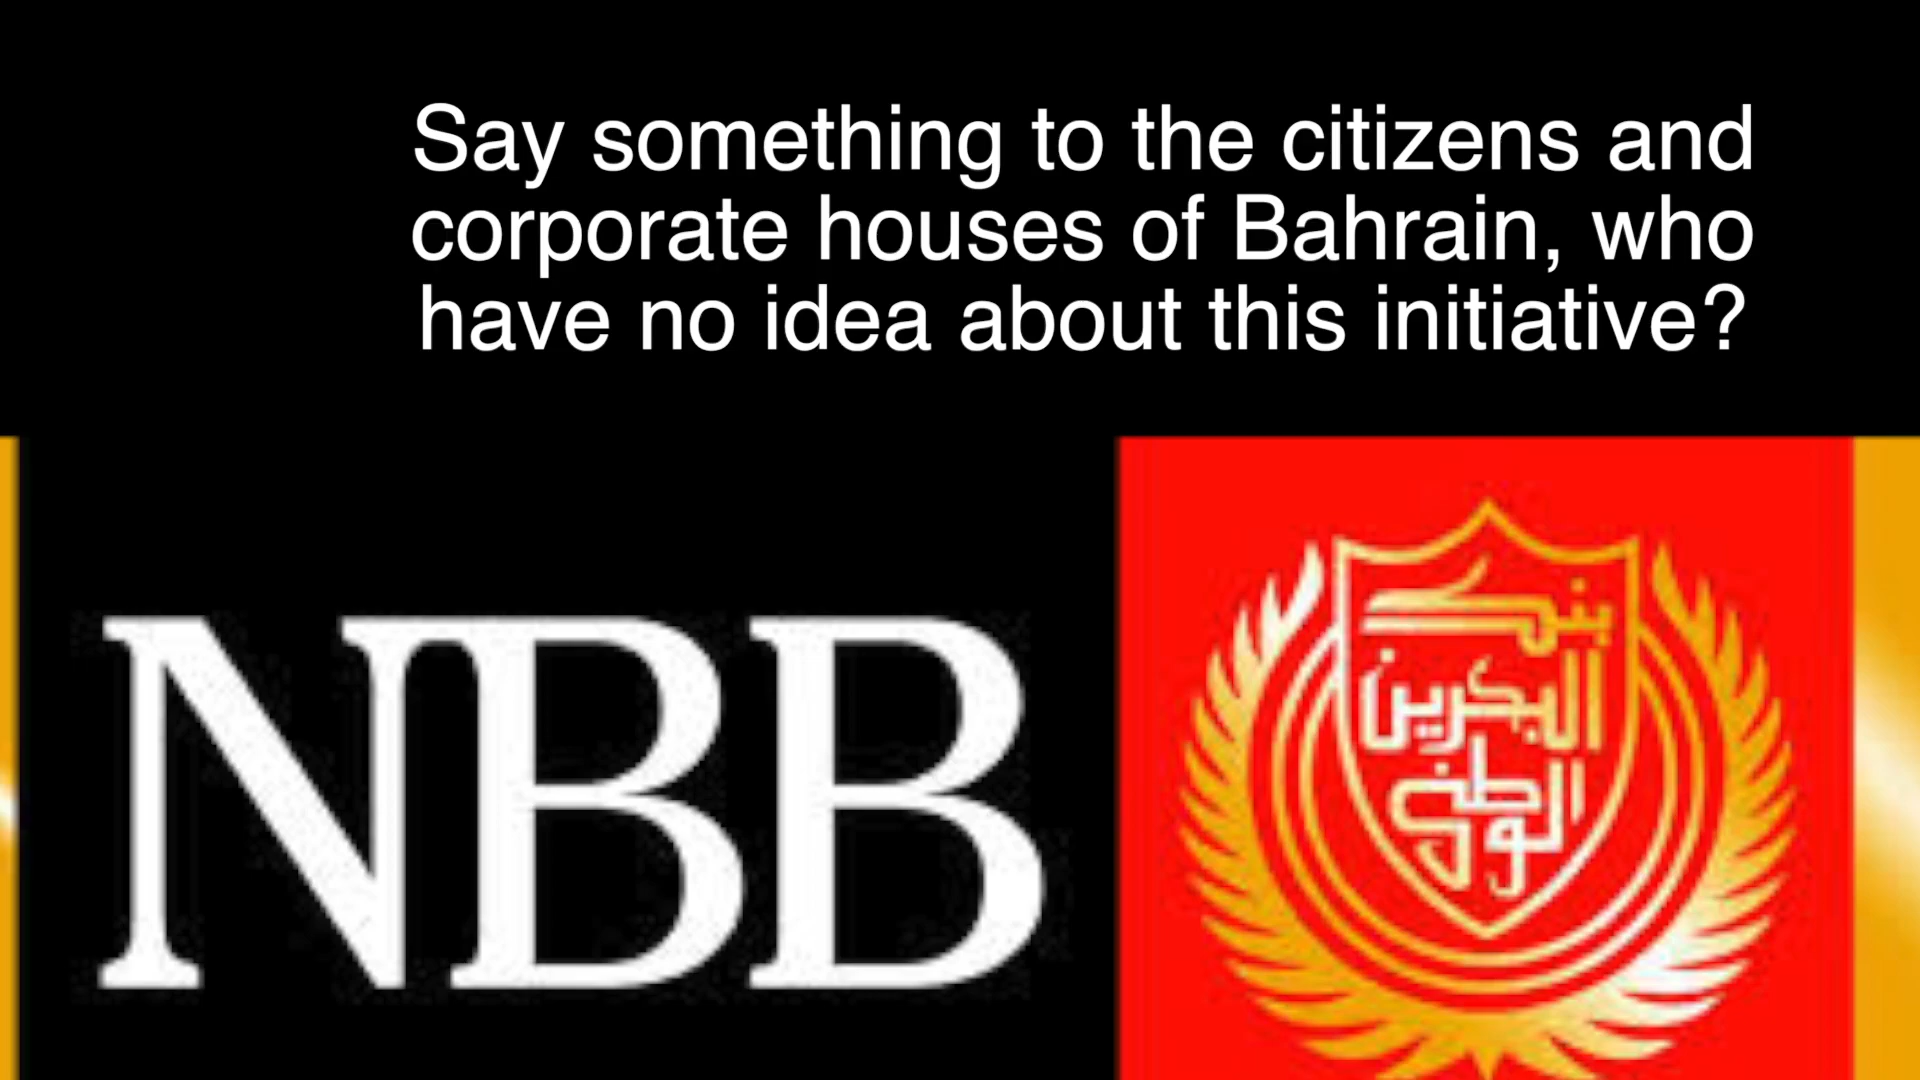 Say something to the citizens and
corporate houses of Bahrain, who
have no idea about this initiative?
NBB
بنك
البحرين
الوطني